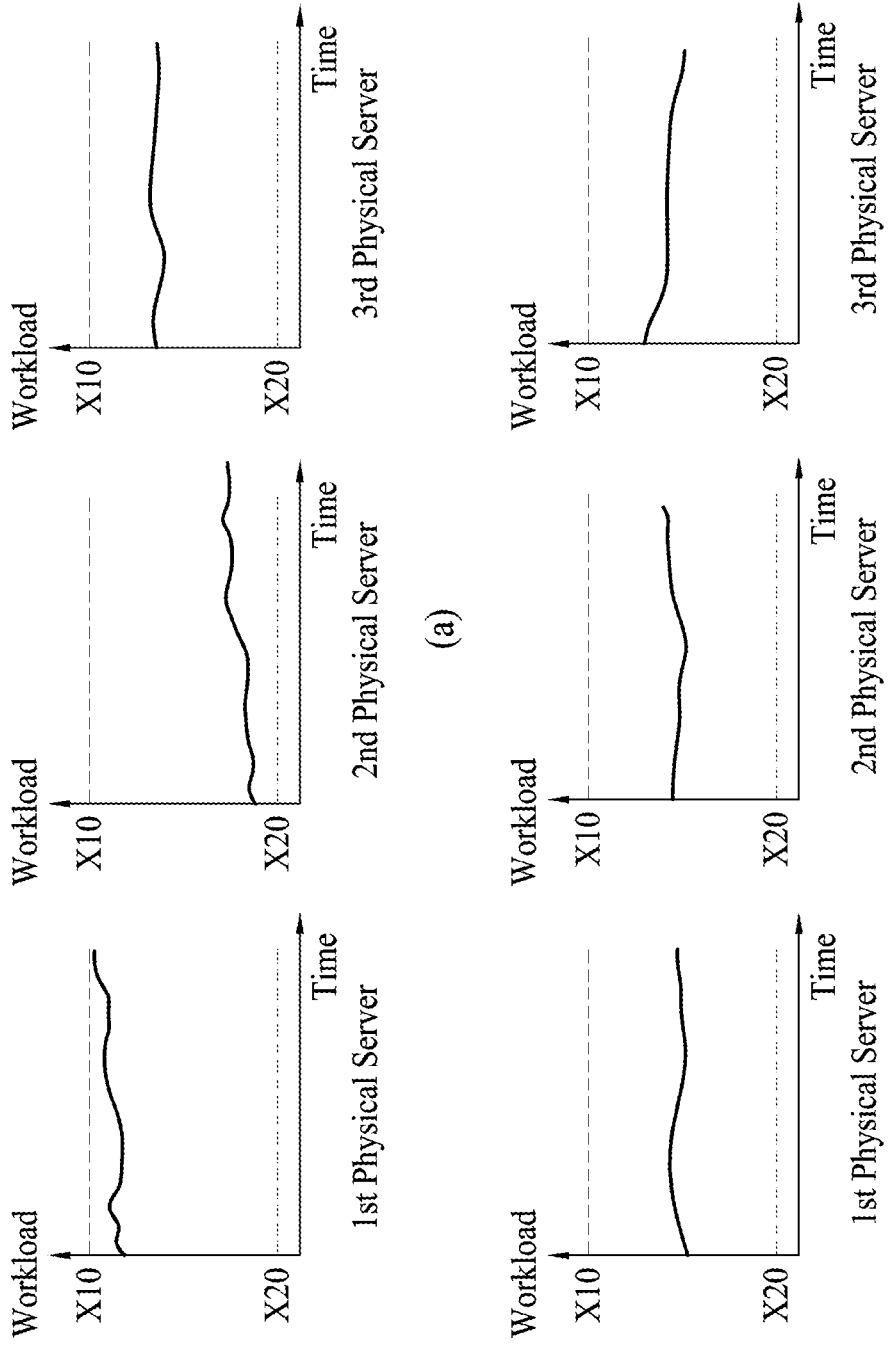 Workload
X10
X20
Time
1st Physical Server
Workload
X10
X20
Time
2nd Physical Server
Workload
X10
X20
Time
3rd Physical Server
(a)
Workload
X10
X20
Time
1st Physical Server
Workload
X10
X20
Time
2nd Physical Server
Workload
X10
X20
Time
3rd Physical Server